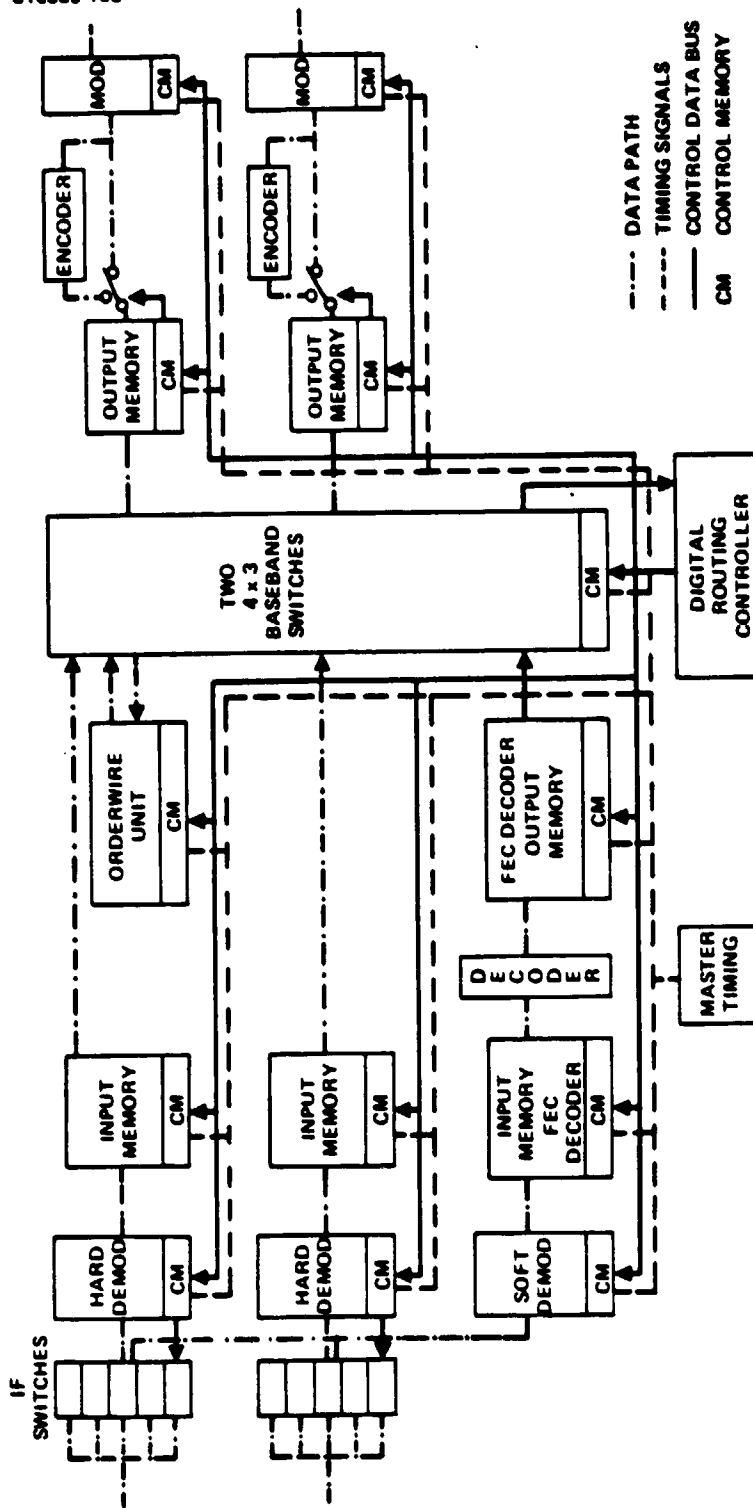 IF
SWITCHES
HARD
DEMOD
CM
INPUT
MEMORY
CM
ORDERWIRE
UNIT
CM
HARD
DEMOD
CM
INPUT
MEMORY
CM
SOFT
DEMOD
CM
INPUT
MEMORY
FEC
DECODER
CM
DECODER
FEC DECODER
OUTPUT
MEMORY
CM
MASTER
TIMING
TWO
4 x 3
BASEBAND
SWITCHES
CM
DIGITAL
ROUTING
CONTROLLER
OUTPUT
MEMORY
CM
ENCODER
MOD
CM
OUTPUT
MEMORY
CM
ENCODER
MOD
CM
DATA PATH
TIMING SIGNALS
CONTROL DATA BUS
CM CONTROL MEMORY